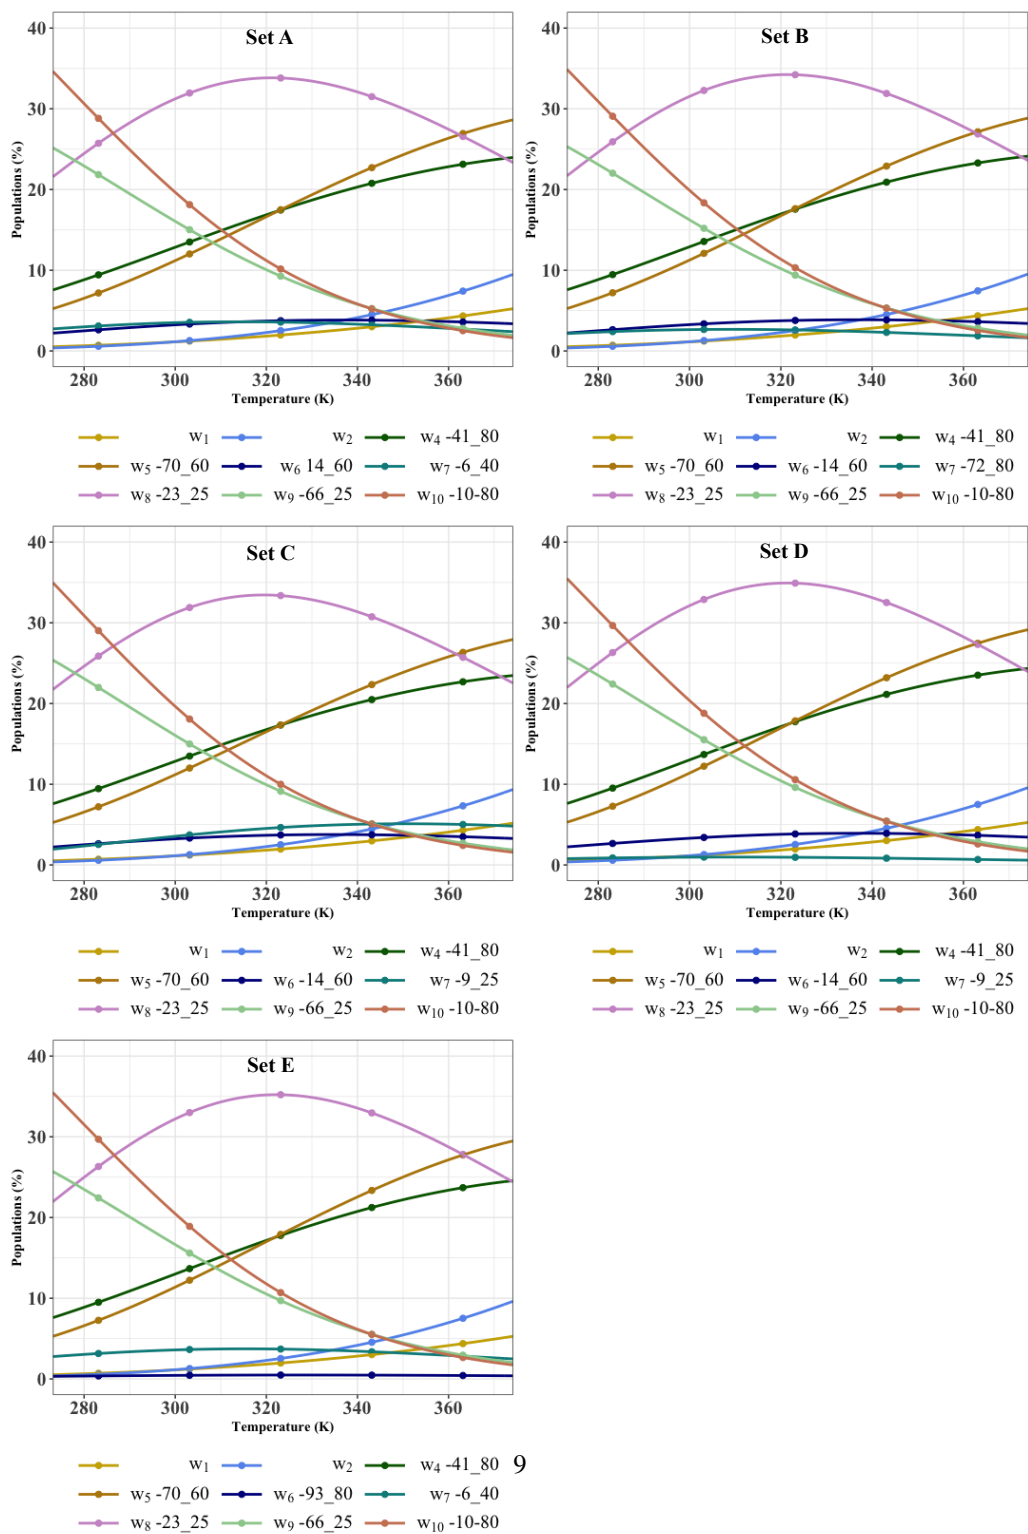 Set A
Set B
Populations (%)
40
30
20
10
0
280 300 320 340 360
Temperature (K)
Populations (%)
40
30
20
10
0
280 300 320 340 360
Temperature (K)
w1 w2 w4 -41_80
w5 -70_60 w6 14_60 w7 -6_40
w8 -23_25 w9 -66_25 w10 -10-80
w1 w2 w4 -41_80
w5 -70_60 w6 -14_60 w7 -72_80
w8 -23_25 w9 -66_25 w10 -10-80
Set C
Set D
Populations (%)
40
30
20
10
0
280 300 320 340 360
Temperature (K)
Populations (%)
40
30
20
10
0
280 300 320 340 360
Temperature (K)
w1 w2 w4 -41_80
w5 -70_60 w6 -14_60 w7 -9_25
w8 -23_25 w9 -66_25 w10 -10-80
w1 w2 w4 -41_80
w5 -70_60 w6 -14_60 w7 -9_25
w8 -23_25 w9 -66_25 w10 -10-80
Set E
Populations (%)
40
30
20
10
0
280 300 320 340 360
Temperature (K)
w1 w2 w4 -41_80
w5 -70_60 w6 -93_80 w7 -6_40
w8 -23_25 w9 -66_25 w10 -10-80
9